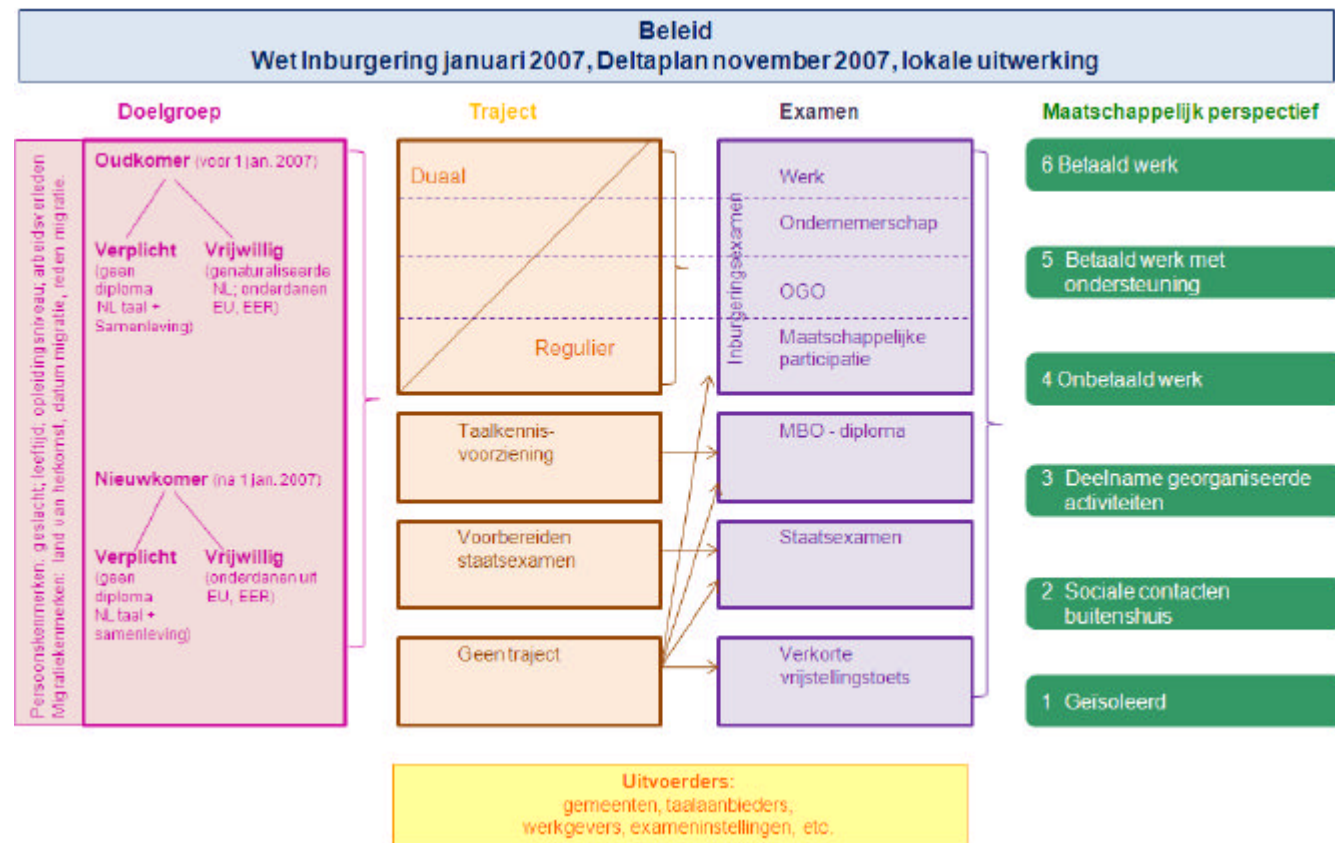 Beleid
Wet Inburgering januari 2007, Deltaplan november 2007, lokale uitwerking
Doelgroep
Traject
Examen
Maatschappelijk perspectief
Persoonskenmerken: geslacht; leeftijd; opleidingsniveau; arbeidsverleden
Migratiekenmerken: land van herkomst, datum migratie, reden migratie.
Oudkomer (voor 1 jan. 2007)
Verplicht
(geen
diploma
NL taal +
Samenleving)
Vrijwillig
(genaturaliseerde
NL; onderdanen
EU, EER)
Nieuwkomer (na 1 jan. 2007)
Verplicht
(geen
diploma
NL taal +
samenleving)
Vrijwillig
(onderdanen uit
EU, EER)
Duaal
Regulier
Taalkennis-
voorziening
Voorbereiden
staatsexamen
Geen traject
Inburgeringsexamen
Werk
Ondernemerschap
OGO
Maatschappelijke
participatie
MBO - diploma
Staatsexamen
Verkorte
vrijstellingstoets
6 Betaald werk
5 Betaald werk met
ondersteuning
4 Onbetaald werk
3 Deelname georganiseerde
activiteiten
2 Sociale contacten
buitenshuis
1 Geïsoleerd
Uitvoerders:
gemeenten, taalaanbieders,
werkgevers, exameninstellingen, etc.